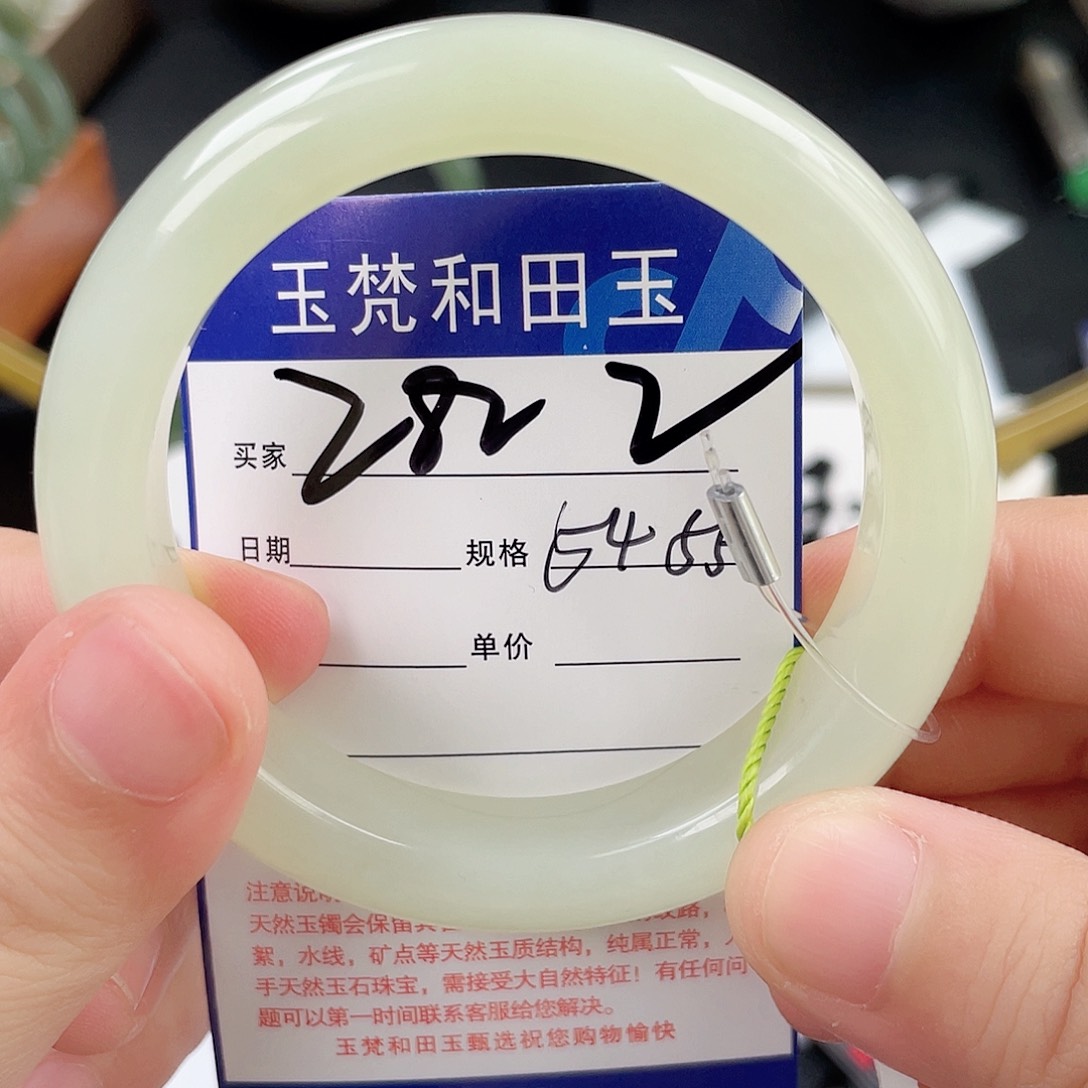 玉梵和田玉
买家 282 2
日期 规格 54 55
单价
注意说
天然玉镯会保留其
絮，水线，矿点等天然玉质结构，纯属正常，
手天然玉石珠宝，需接受大自然特征！有任何问
题可以第一时间联系客服给您解决。
玉梵和田玉甄选祝您购物愉快